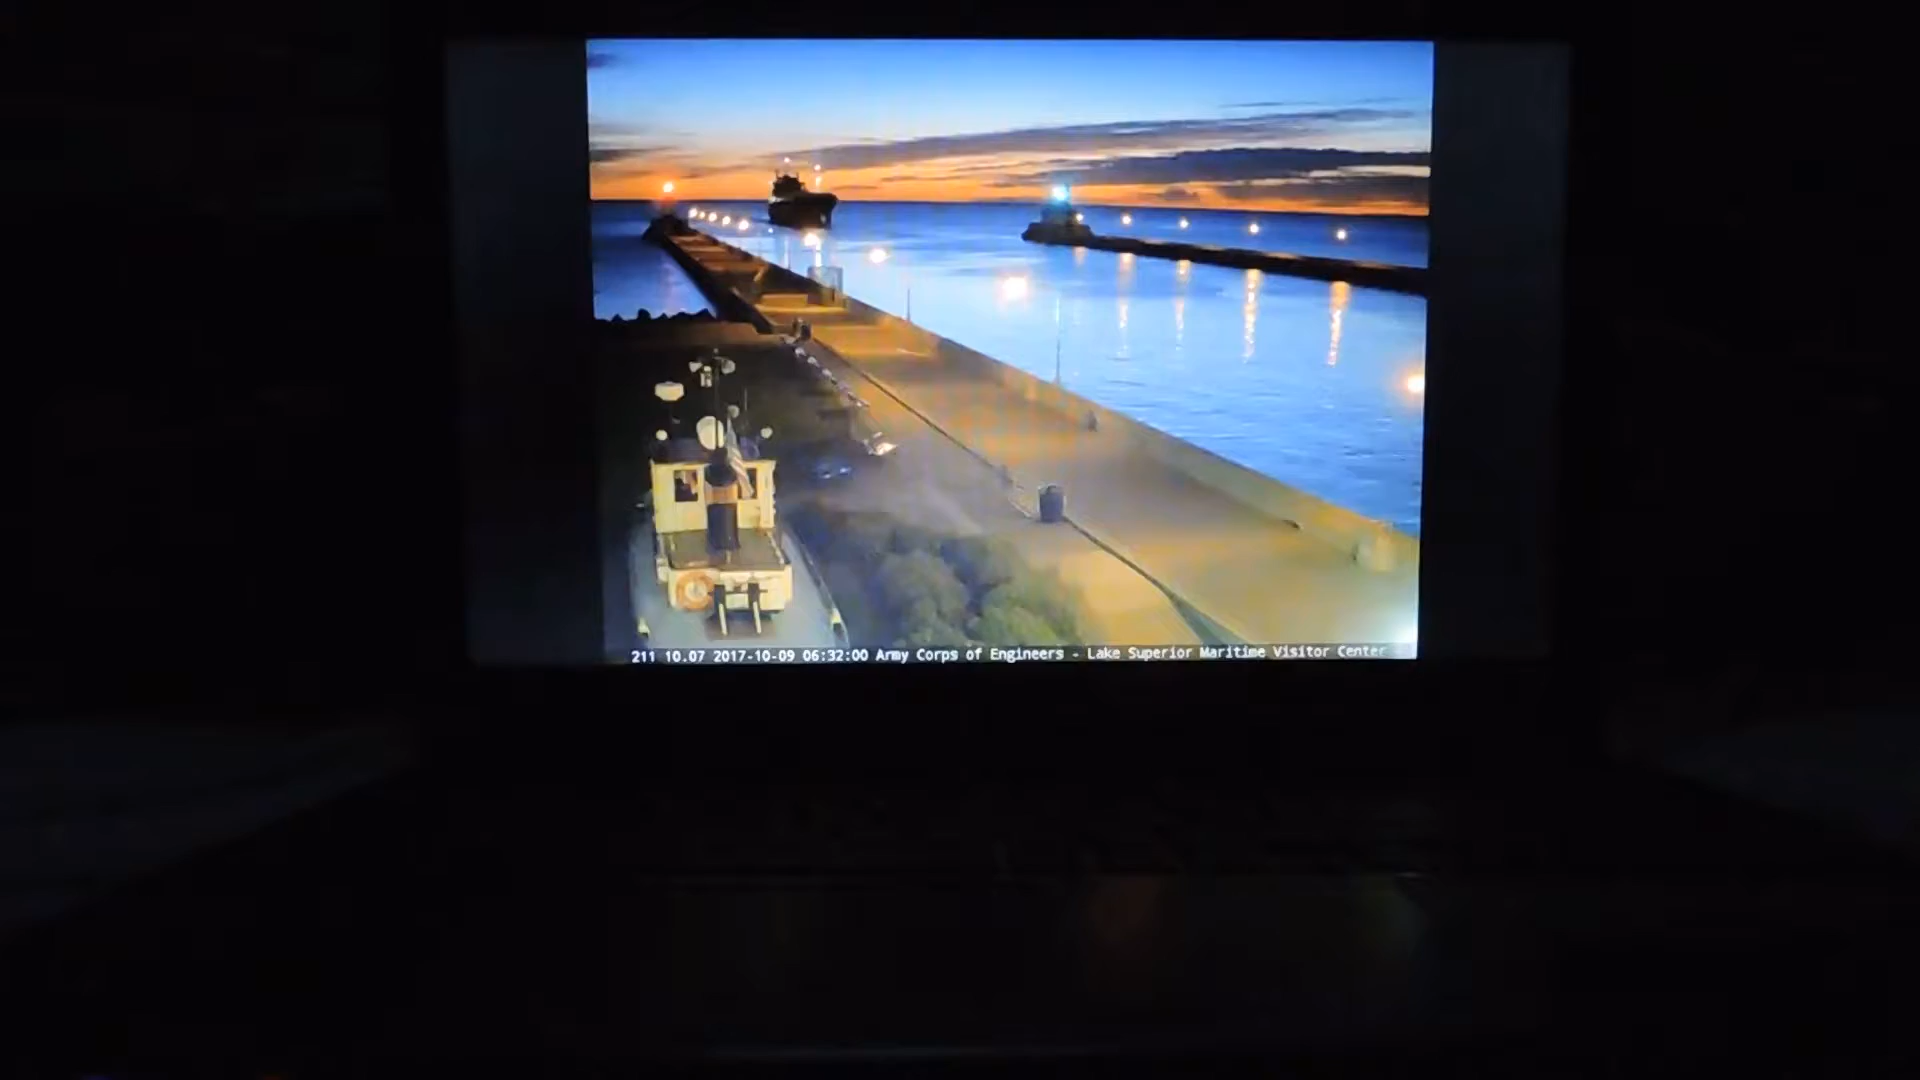 211 10.07 2017-10-09 06:32:00 Army Corps of Engineers - Lake Superior Maritime Visitor Center